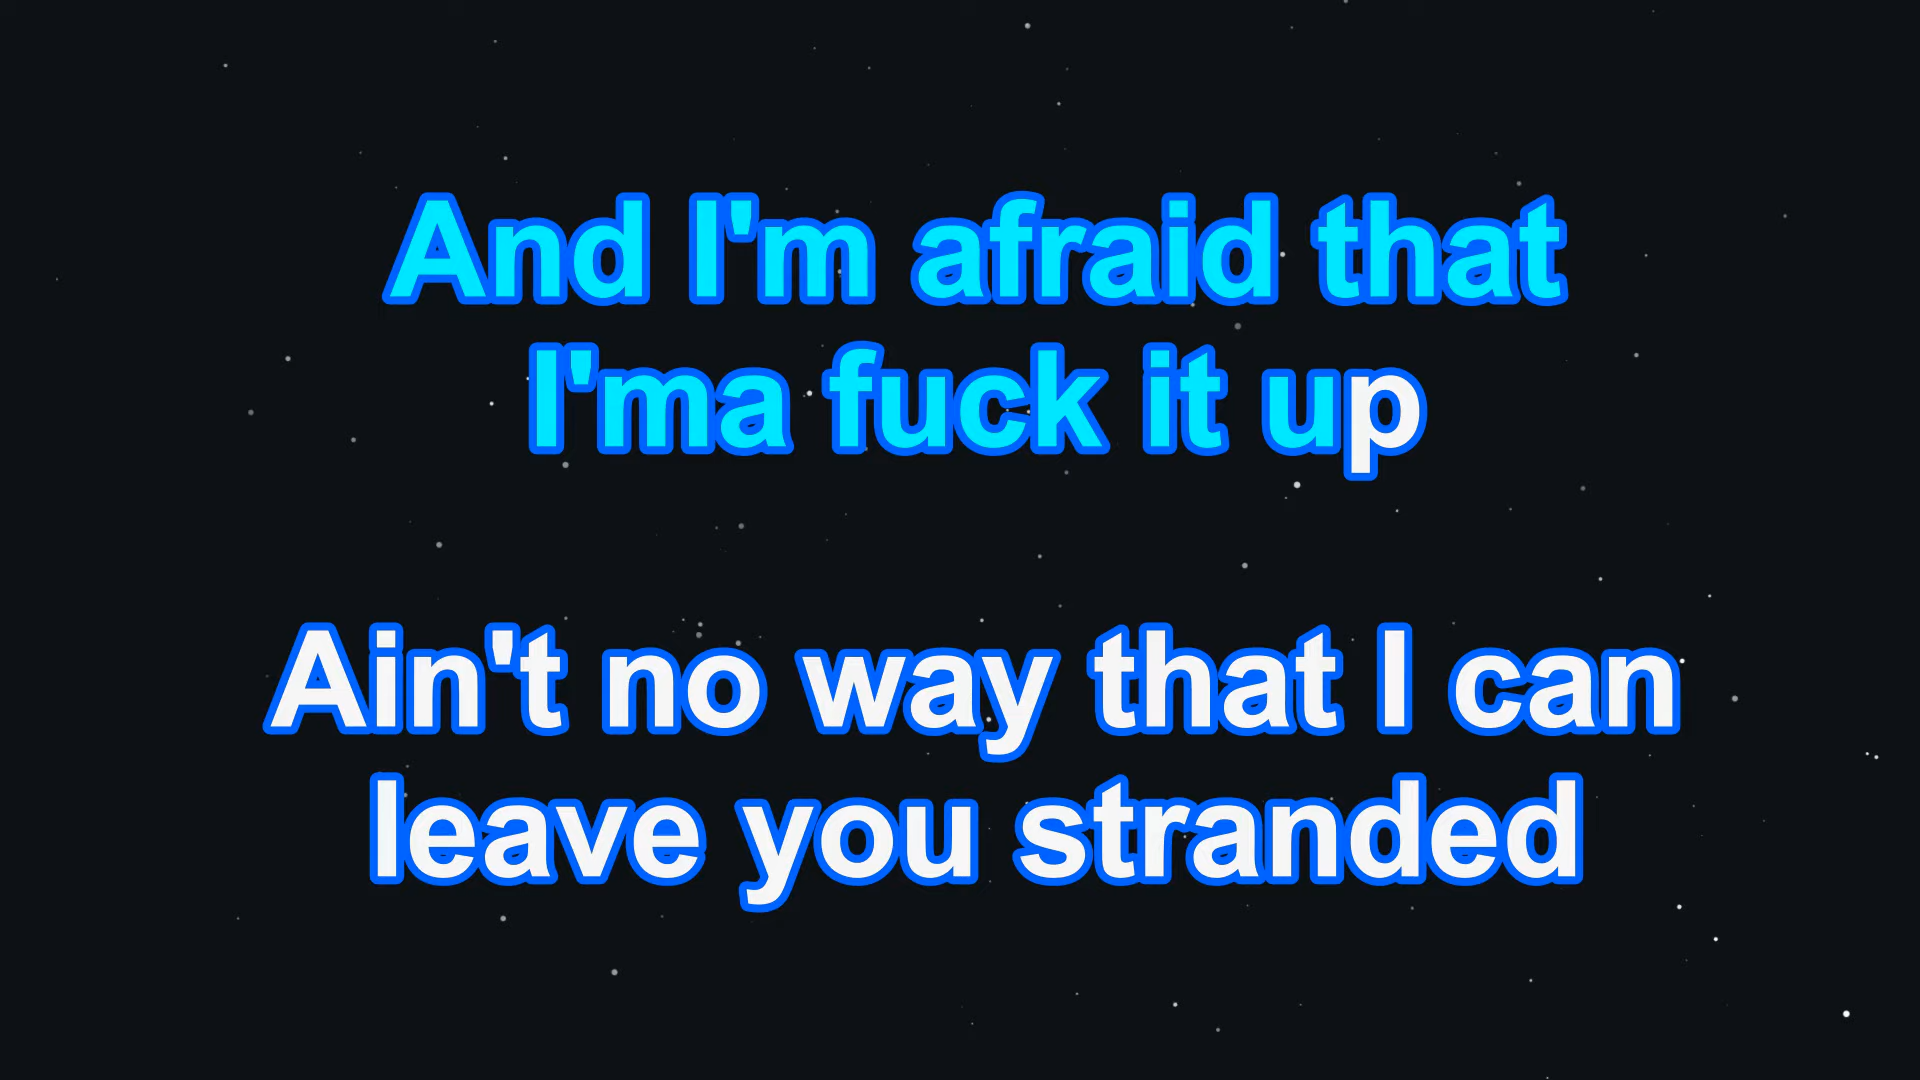 And I'm afraid that
I'ma fuck it up
Ain't no way that I can
leave you stranded